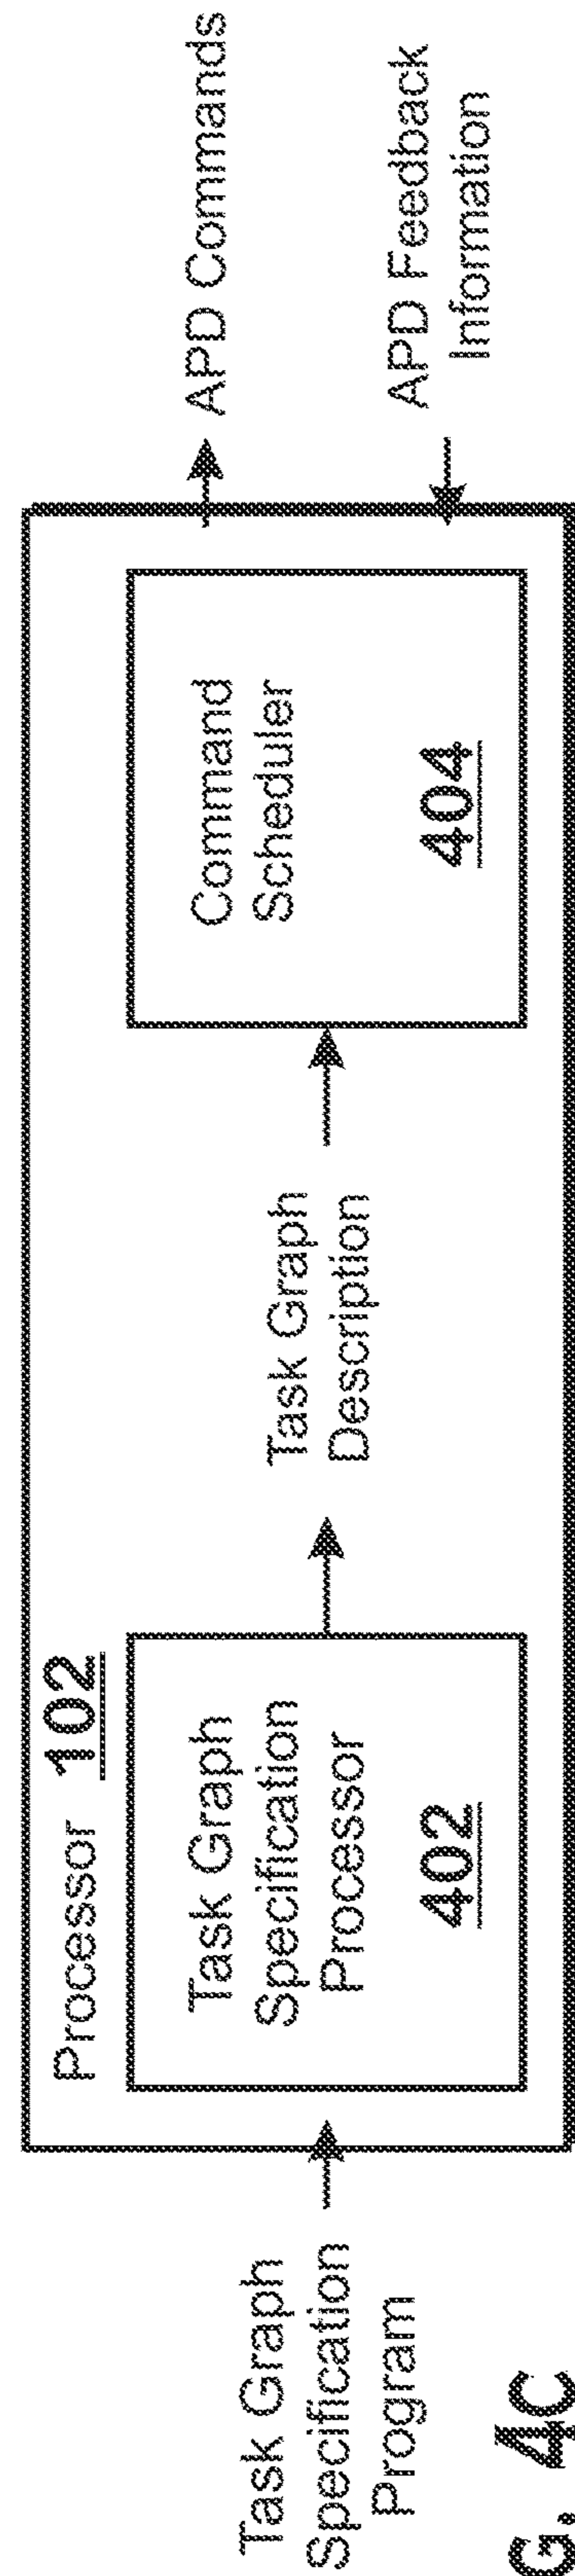 Task Graph
Specification
Program
Processor 102
Task Graph
Specification
Processor
402
Task Graph
Description
Command
Scheduler
404
APD Commands
APD Feedback
Information
G. 4C